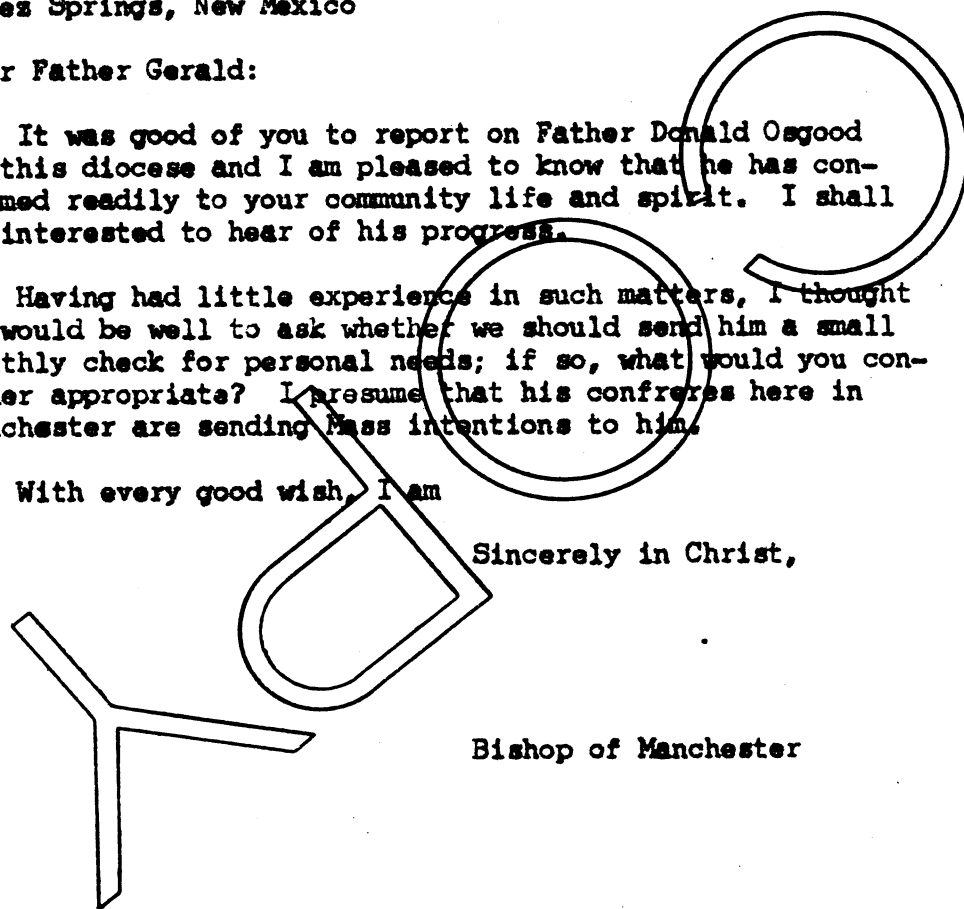 ez Springs, New Mexico
r Father Gerald:
It was good of you to report on Father Donald Osgood
this diocese and I am pleased to know that he has con-
med readily to your community life and spirit. I shall
interested to hear of his progress.
Having had little experience in such matters, I thought
would be well to ask whether we should send him a small
thly check for personal needs; if so, what would you con-
er appropriate? I presume that his confreres here in
chester are sending Mass intentions to him.
With every good wish, I am
Sincerely in Christ,
Bishop of Manchester
COPY